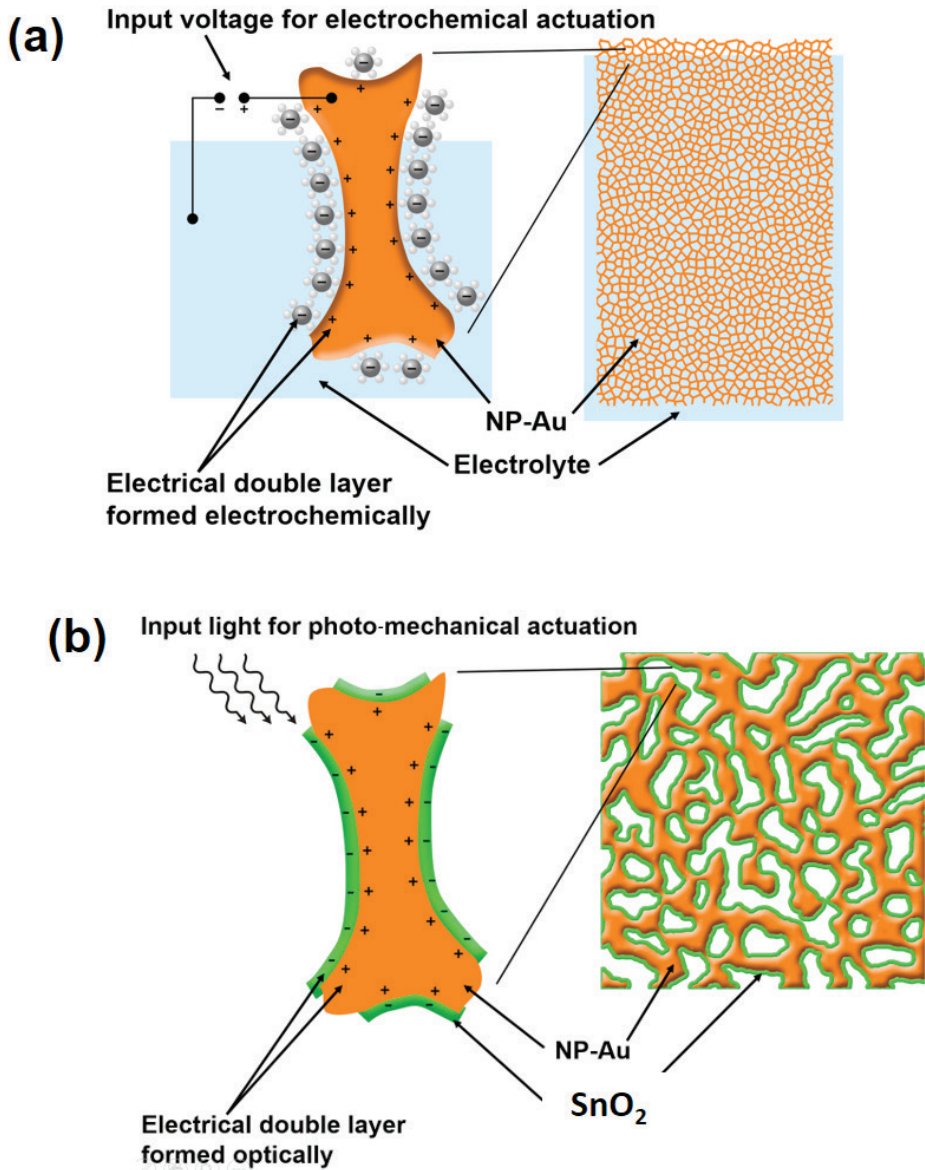 (a)
Input voltage for electrochemical actuation
NP-Au
Electrolyte
Electrical double layer
formed electrochemically
(b)
Input light for photo-mechanical actuation
NP-Au
SnO₂
Electrical double layer
formed optically